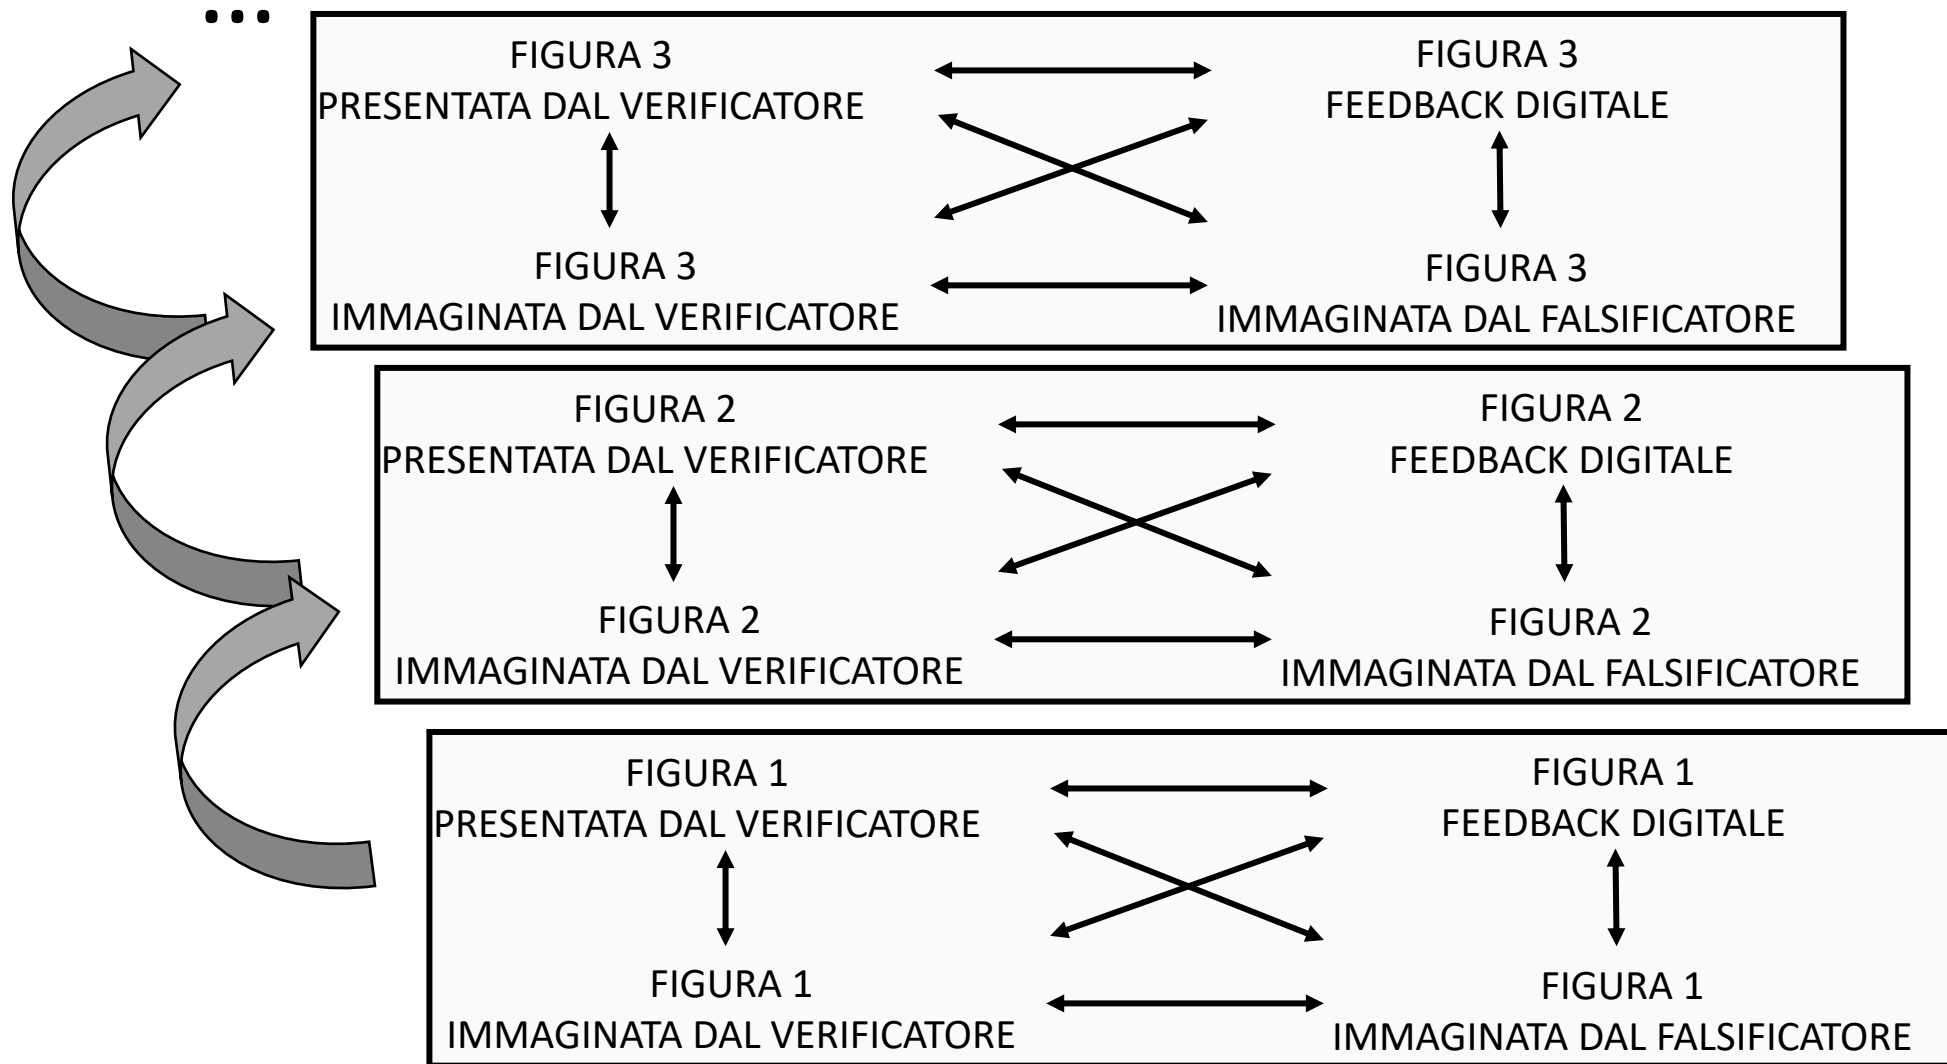 ...
FIGURA 3
PRESENTATA DAL VERIFICATORE
FIGURA 3
FEEDBACK DIGITALE
FIGURA 3
IMMAGINATA DAL VERIFICATORE
FIGURA 3
IMMAGINATA DAL FALSIFICATORE
FIGURA 2
PRESENTATA DAL VERIFICATORE
FIGURA 2
FEEDBACK DIGITALE
FIGURA 2
IMMAGINATA DAL VERIFICATORE
FIGURA 2
IMMAGINATA DAL FALSIFICATORE
FIGURA 1
PRESENTATA DAL VERIFICATORE
FIGURA 1
FEEDBACK DIGITALE
FIGURA 1
IMMAGINATA DAL VERIFICATORE
FIGURA 1
IMMAGINATA DAL FALSIFICATORE